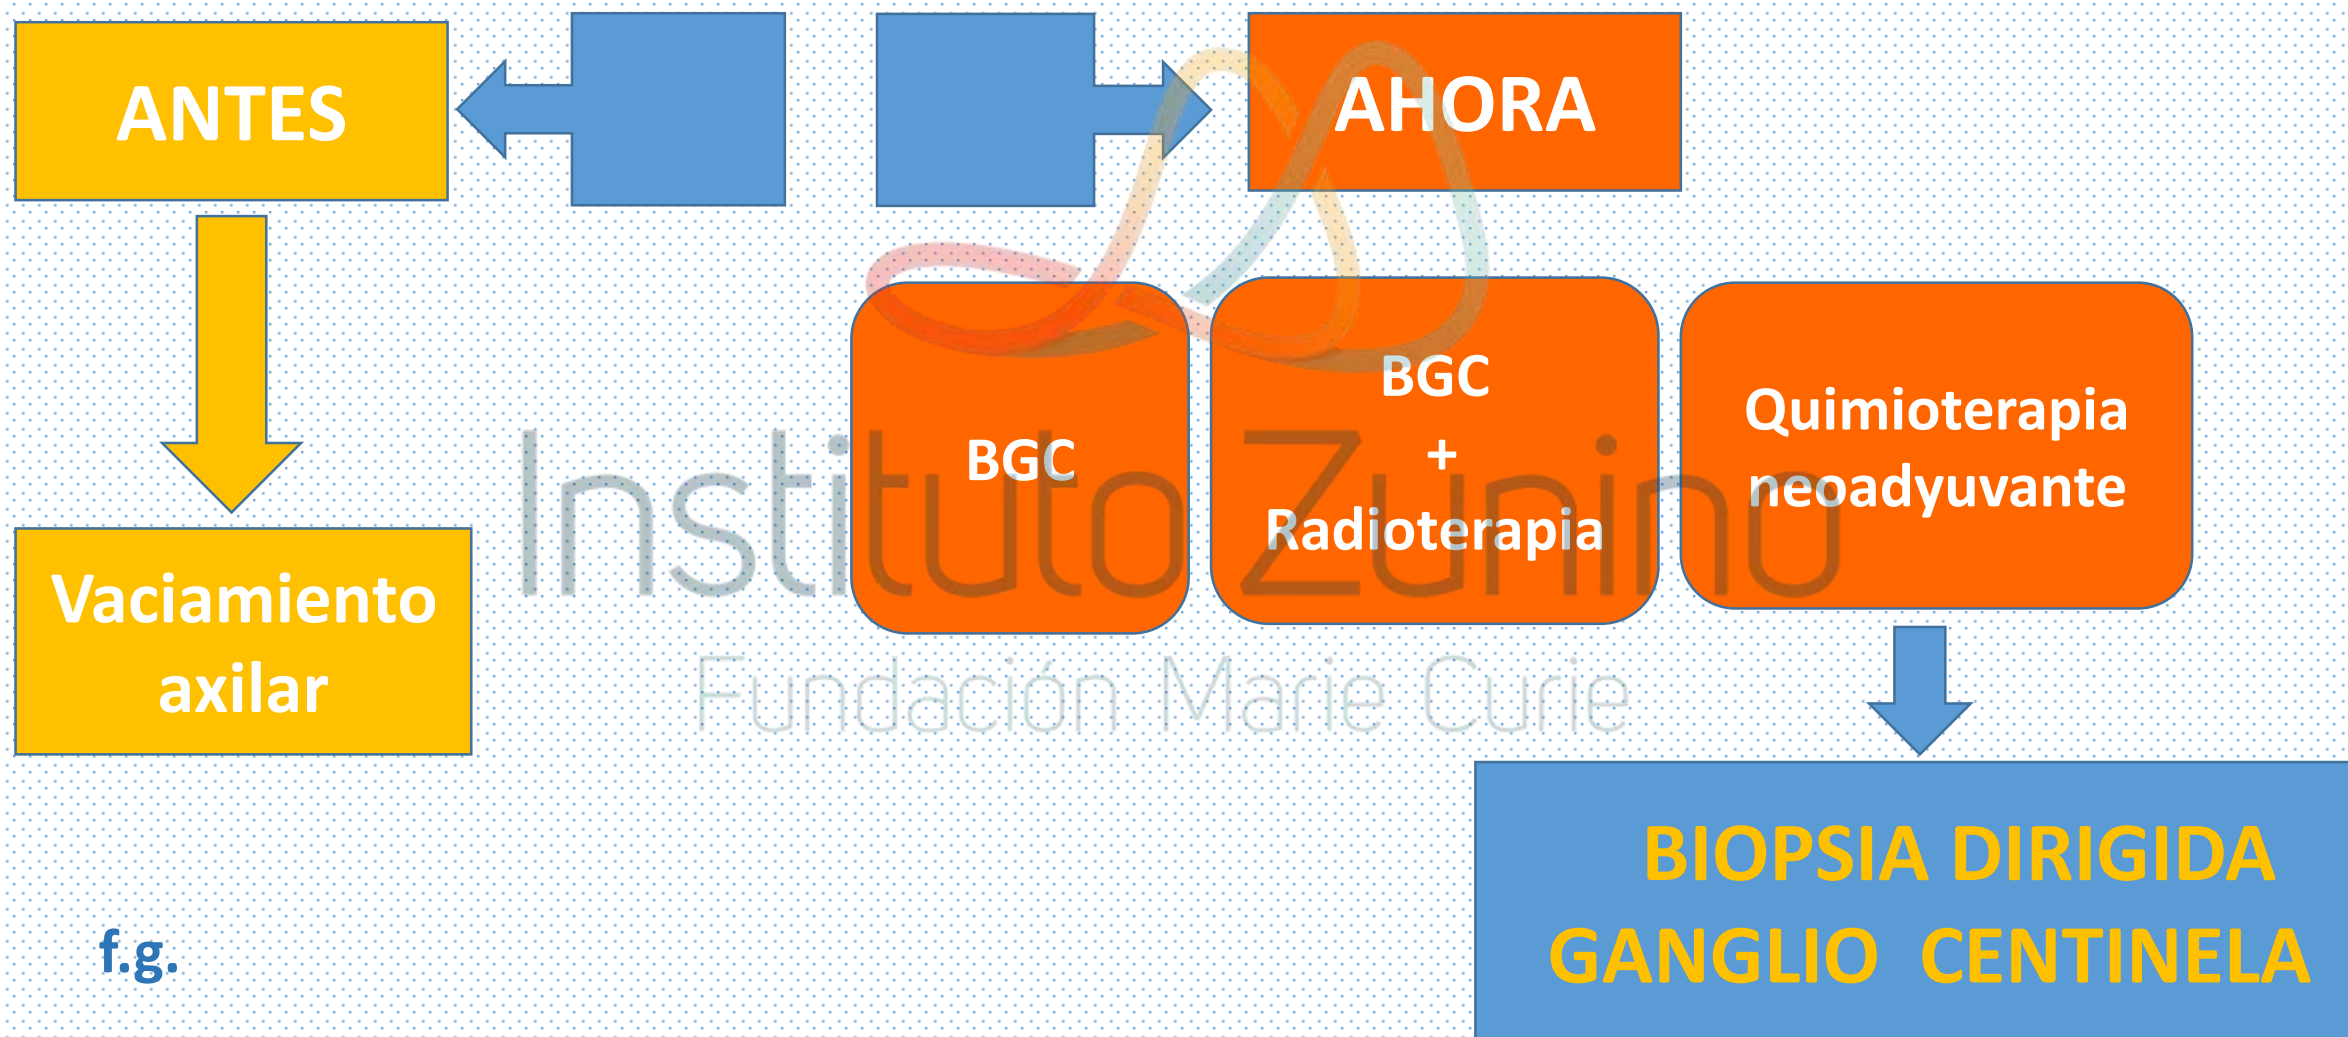 ANTES
AHORA
BGC
BGC
+
Radioterapia
Quimioterapia
neoadyuvante
Vaciamiento
axilar
Instituto Zunino
Fundación Marie Curie
BIOPSIA DIRIGIDA
GANGLIO CENTINELA
f.g.